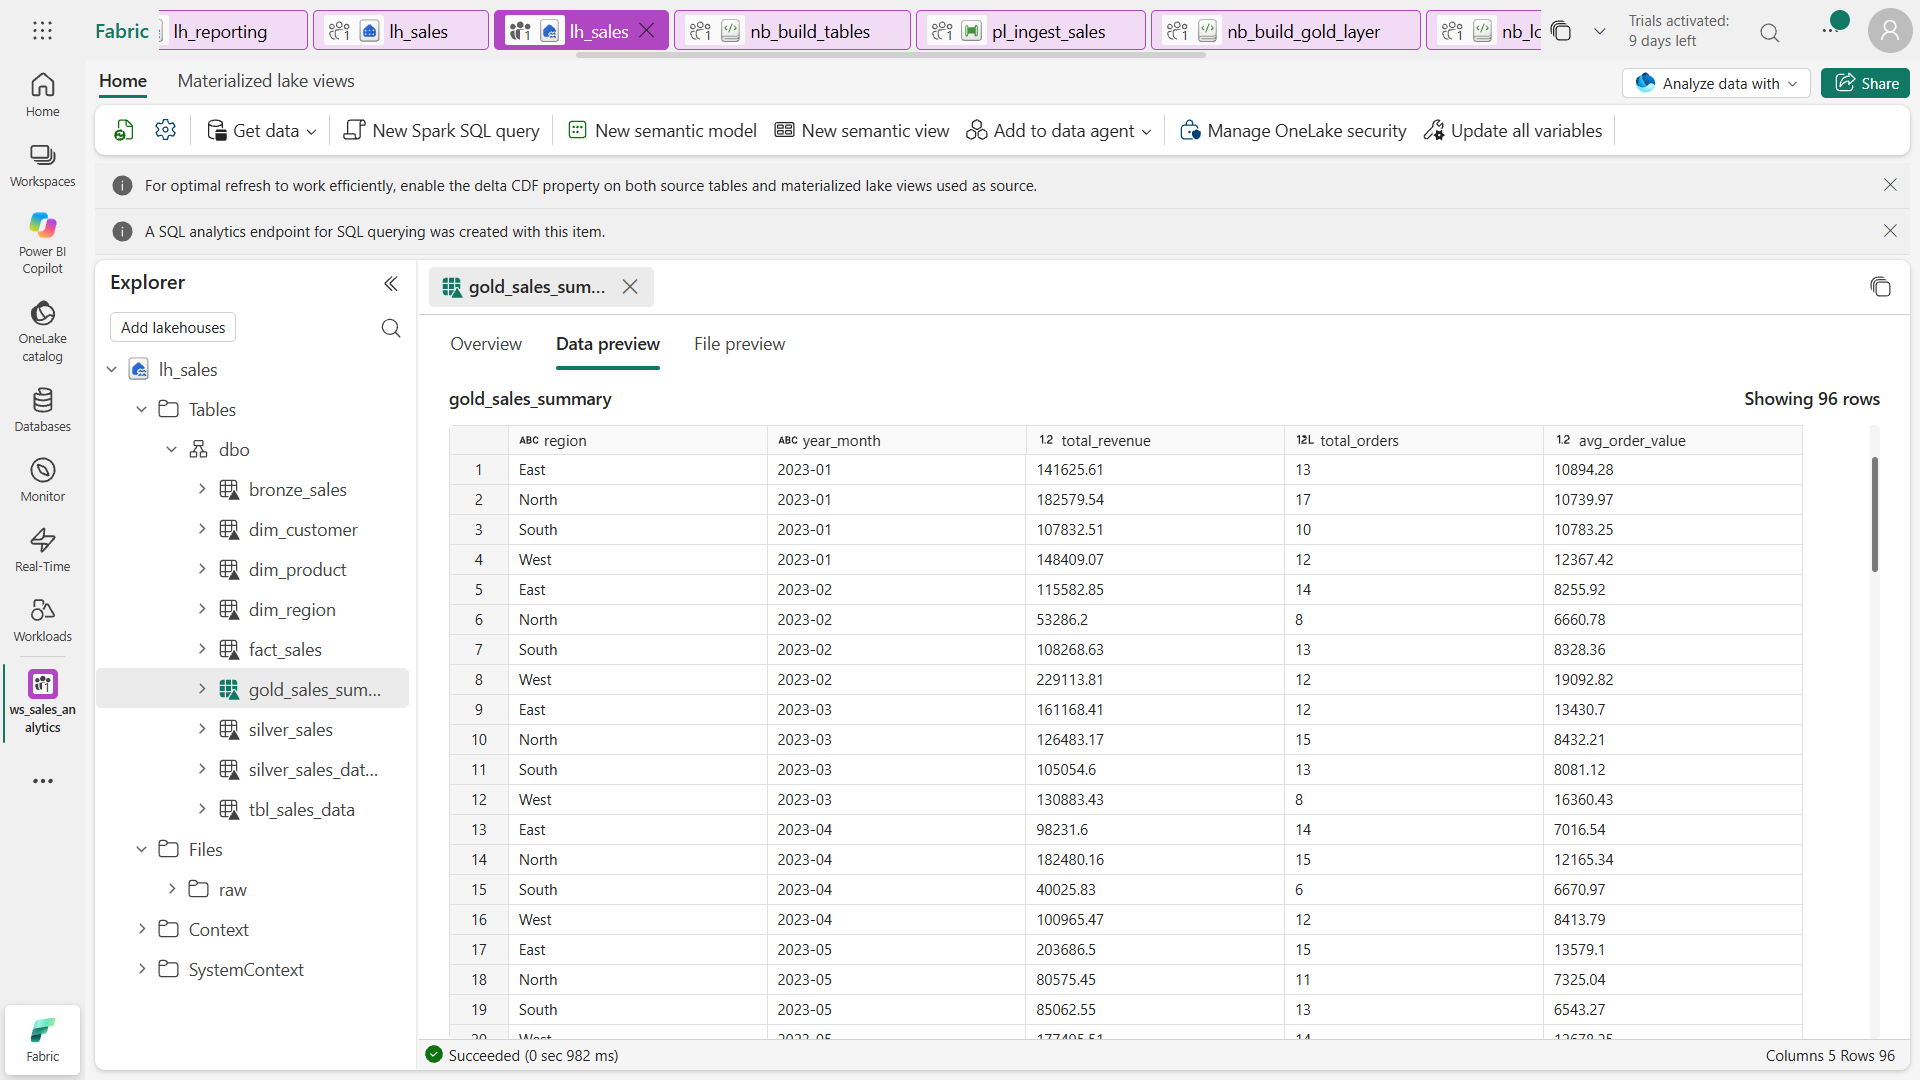 Fabric
lh_reporting
lh_sales
lh_sales
nb_build_tables
pl_ingest_sales
nb_build_gold_layer
Trials activated:
9 days left
Home
Materialized lake views
Analyze data with
Share
Get data
New Spark SQL query
New semantic model
New semantic view
Add to data agent
Manage OneLake security
Update all variables
For optimal refresh to work efficiently, enable the delta CDF property on both source tables and materialized lake views used as source.
A SQL analytics endpoint for SQL querying was created with this item.
Home
Workspaces
Power BI
Copilot
OneLake
catalog
Databases
Monitor
Real-Time
Workloads
ws_sales_an
alytics
Fabric
Explorer
Add lakehouses
lh_sales
Tables
dbo
bronze_sales
dim_customer
dim_product
dim_region
fact_sales
gold_sales_sum...
silver_sales
silver_sales_dat...
tbl_sales_data
Files
raw
Context
SystemContext
gold_sales_sum...
Overview
Data preview
File preview
gold_sales_summary
Showing 96 rows
ABC region ABC year_month 1.2 total_revenue 12L total_orders 1.2 avg_order_value
1 East 2023-01 141625.61 13 10894.28
2 North 2023-01 182579.54 17 10739.97
3 South 2023-01 107832.51 10 10783.25
4 West 2023-01 148409.07 12 12367.42
5 East 2023-02 115582.85 14 8255.92
6 North 2023-02 53286.2 8 6660.78
7 South 2023-02 108268.63 13 8328.36
8 West 2023-02 229113.81 12 19092.82
9 East 2023-03 161168.41 12 13430.7
10 North 2023-03 126483.17 15 8432.21
11 South 2023-03 105054.6 13 8081.12
12 West 2023-03 130883.43 8 16360.43
13 East 2023-04 98231.6 14 7016.54
14 North 2023-04 182480.16 15 12165.34
15 South 2023-04 40025.83 6 6670.97
16 West 2023-04 100965.47 12 8413.79
17 East 2023-05 203686.5 15 13579.1
18 North 2023-05 80575.45 11 7325.04
19 South 2023-05 85062.55 13 6543.27
Succeeded (0 sec 982 ms)
Columns 5 Rows 96